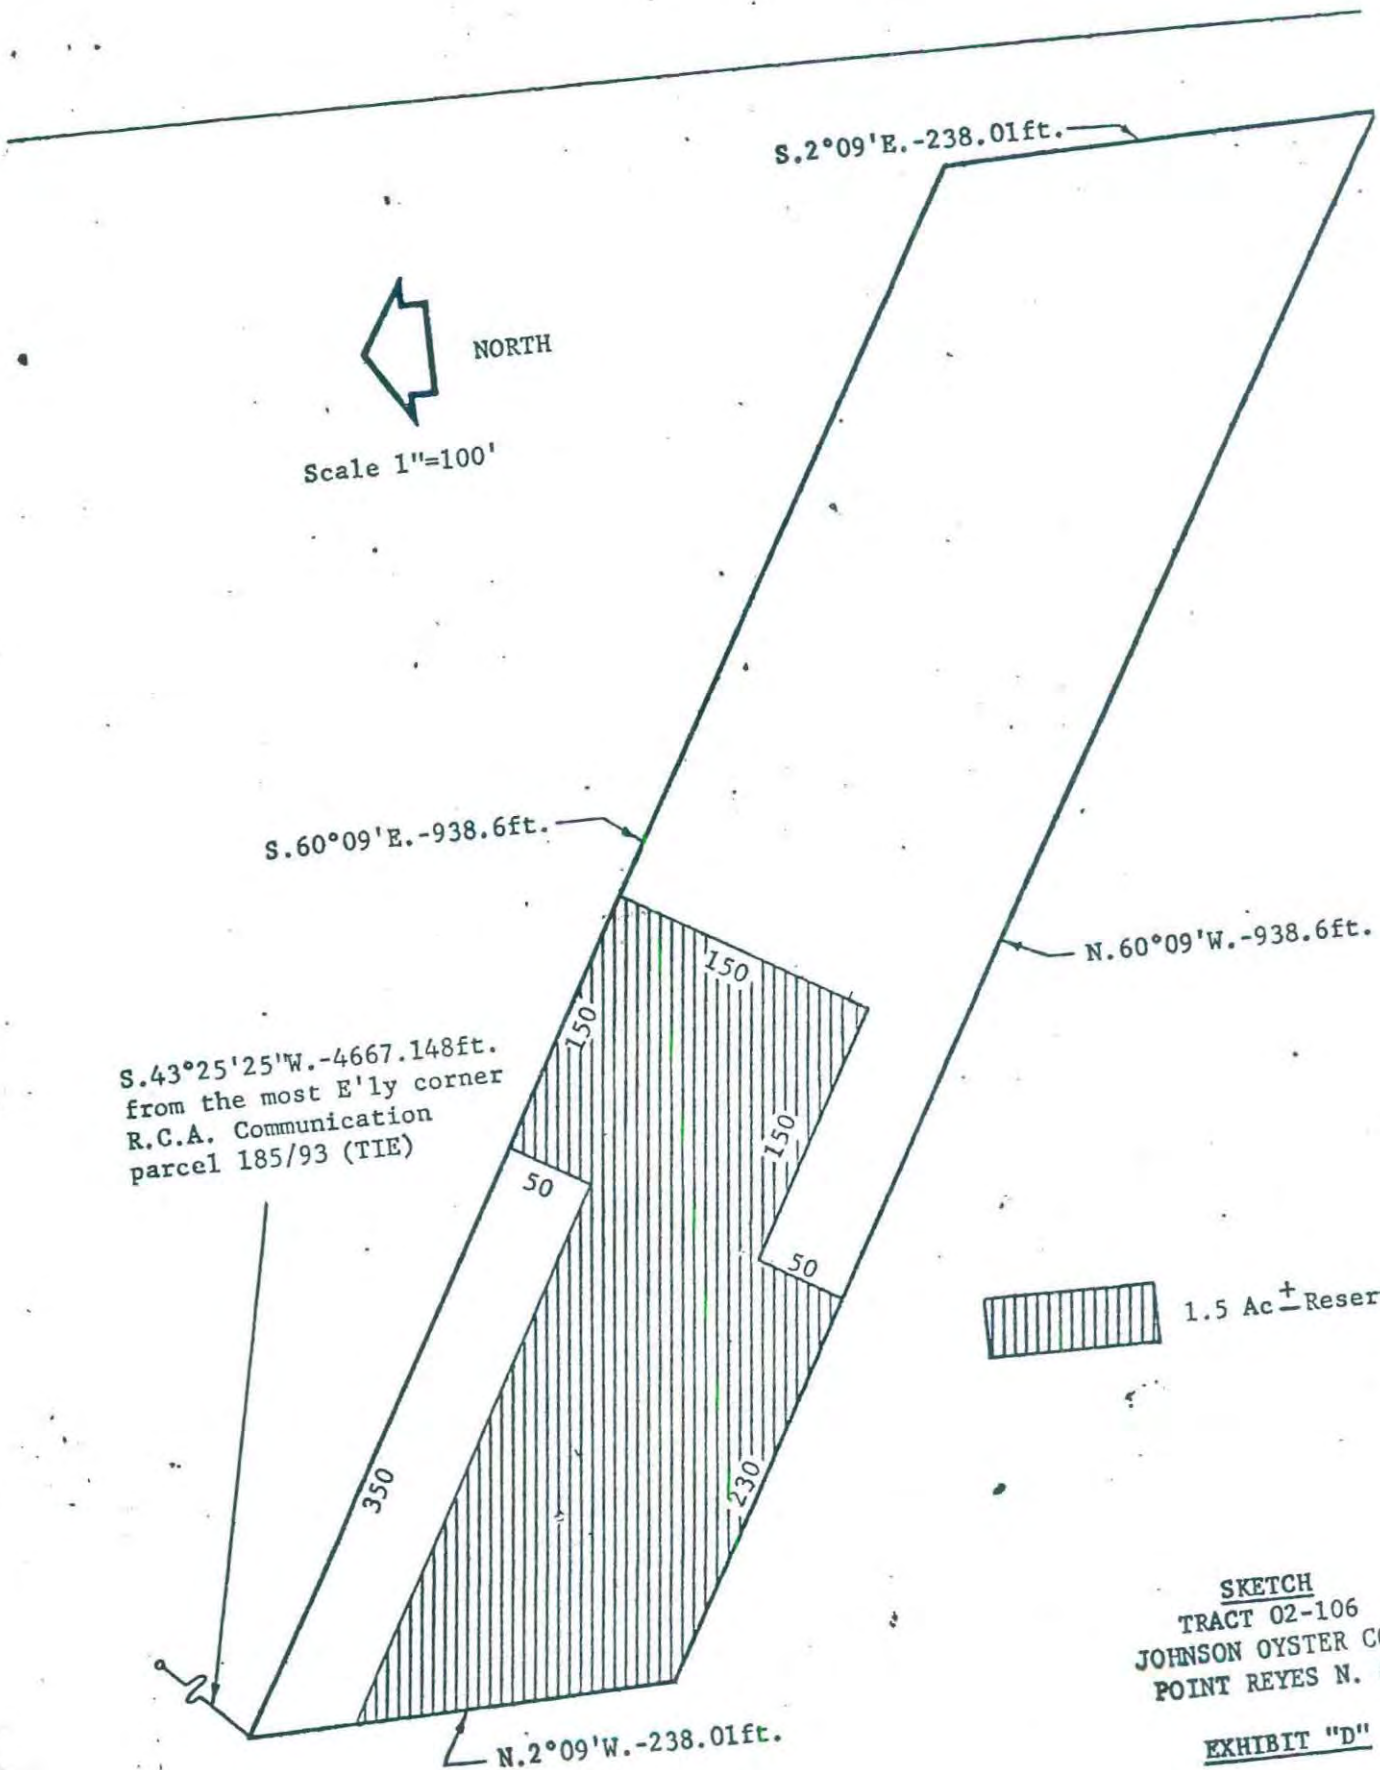 S.2°09'E.-238.01ft.
NORTH
Scale 1"=100'
S.60°09'E.-938.6ft.
150
150
N.60°09'W.-938.6ft.
S.43°25'25"W.-4667.148ft.
from the most E'ly corner
R.C.A. Communication
parcel 185/93 (TIE)
150
50
50
1.5 Ac ± Reser
350
230
SKETCH
TRACT 02-106
JOHNSON OYSTER CO
POINT REYES N.
N.2°09'W.-238.01ft.
EXHIBIT "D"